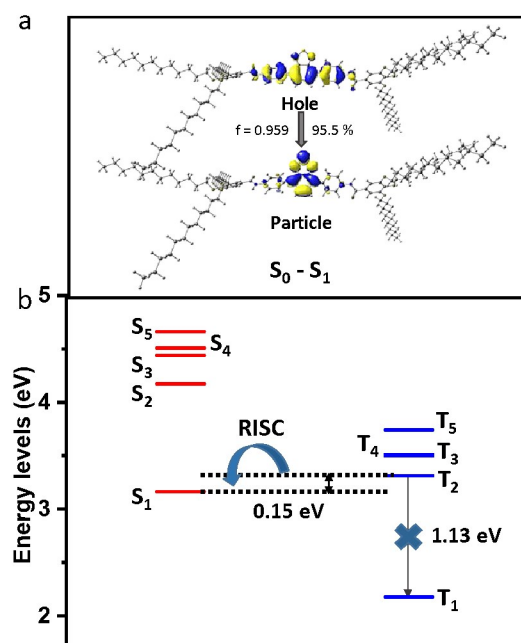 a
Hole
f = 0.959 95.5 %
Particle
S₀ - S₁
b
Energy levels (eV)
5
4
3
2
S₅
S₄
S₃
S₂
S₁
RISC
0.15 eV
T₅
T₄
T₃
T₂
1.13 eV
T₁